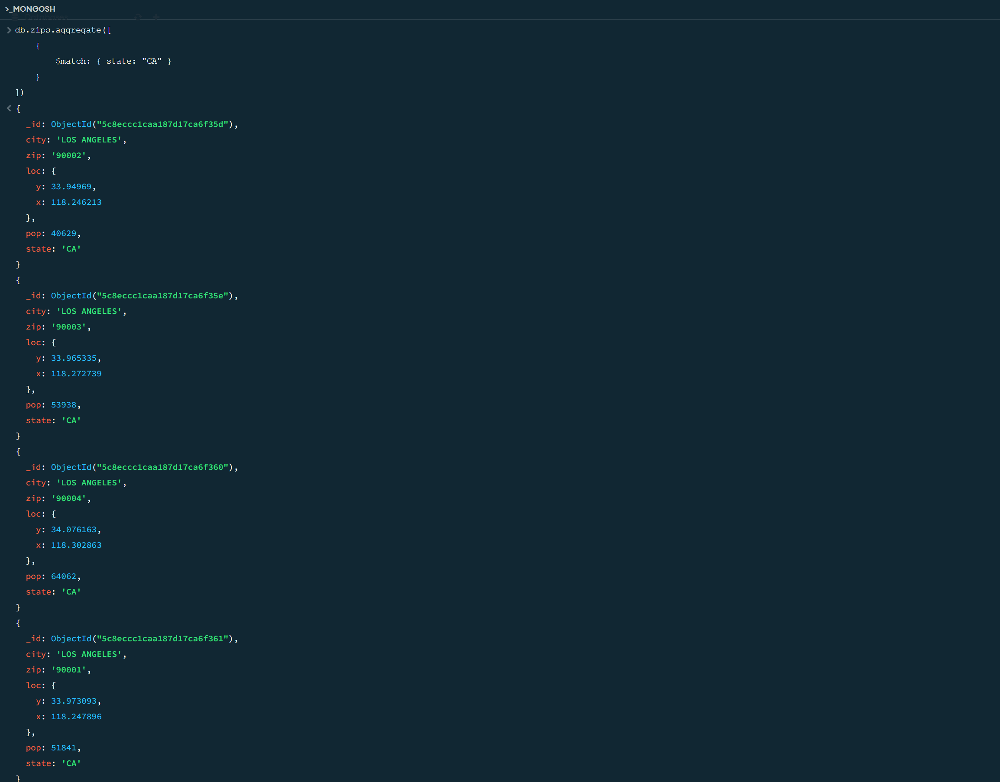 >_MONGOSH
Databases
> db.zips.aggregate([
{
$match: { state: "CA" }
}
])
< {
_id: ObjectId("5c8eccc1caa187d17ca6f35d"),
city: 'LOS ANGELES',
zip: '90002',
loc: {
y: 33.94969,
x: 118.246213
},
pop: 40629,
state: 'CA'
}
{
_id: ObjectId("5c8eccc1caa187d17ca6f35e"),
city: 'LOS ANGELES',
zip: '90003',
loc: {
y: 33.965335,
x: 118.272739
},
pop: 53938,
state: 'CA'
}
{
_id: ObjectId("5c8eccc1caa187d17ca6f360"),
city: 'LOS ANGELES',
zip: '90004',
loc: {
y: 34.076163,
x: 118.302863
},
pop: 64062,
state: 'CA'
}
{
_id: ObjectId("5c8eccc1caa187d17ca6f361"),
city: 'LOS ANGELES',
zip: '90001',
loc: {
y: 33.973093,
x: 118.247896
},
pop: 51841,
state: 'CA'
}